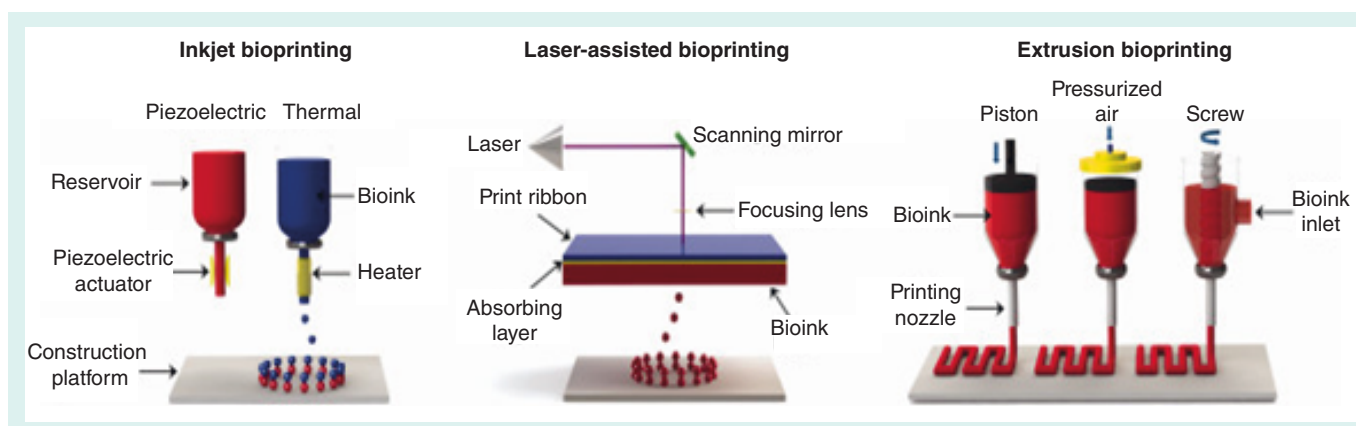 Inkjet bioprinting
Piezoelectric Thermal
Reservoir
Bioink
Piezoelectric
actuator
Heater
Construction
platform
Laser-assisted bioprinting
Laser
Scanning mirror
Print ribbon
Focusing lens
Absorbing
layer
Bioink
Extrusion bioprinting
Piston
Pressurized
air
Screw
Bioink
Bioink
inlet
Printing
nozzle